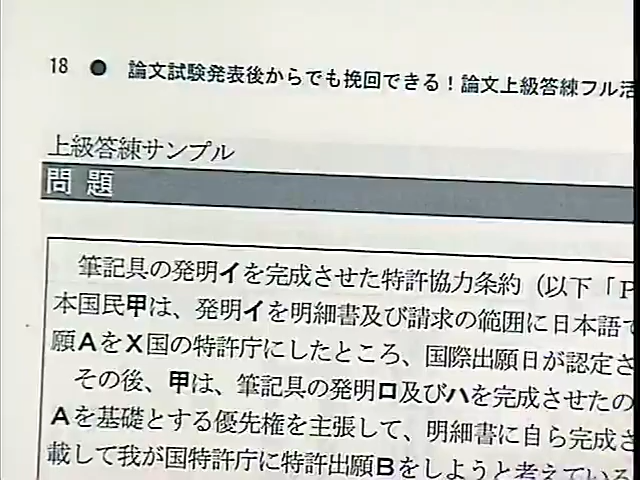 18 ● 論文試験発表後からでも挽回できる！論文上級答練フル活
上級答練サンプル
問題
筆記具の発明イを完成させた特許協力条約（以下「P
本国民甲は、発明イを明細書及び請求の範囲に日本語で
願AをX国の特許庁にしたところ、国際出願日が認定さ
その後、甲は、筆記具の発明ロ及びハを完成させたの
Aを基礎とする優先権を主張して、明細書に自ら完成さ
載して我が国特許庁に特許出願Bをしようと考えている